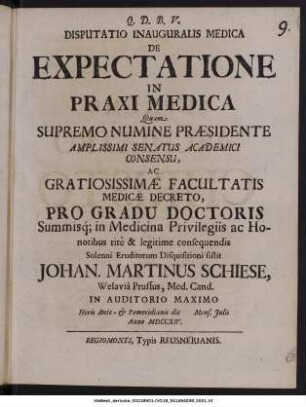 Q. D. B. V.
9.
DISPUTATIO INAUGURALIS MEDICA
DE
EXPECTATIONE
IN
PRAXI MEDICA
Quam
SUPREMO NUMINE PRÆSIDENTE
AMPLISSIMI SENATUS ACADEMICI
CONSENSU,
AC
GRATIOSISSIMÆ FACULTATIS
MEDICÆ DECRETO,
PRO GRADU DOCTORIS
Summisq; in Medicina Privilegiis ac Ho-
noribus ritè & legitime consequendis
Solenni Eruditorum Disquisitioni sistit
JOHAN. MARTINUS SCHIESE,
Welaviâ Prussus, Med. Cand.
IN AUDITORIO MAXIMO
Horis Ante- & Pomeridianis die Mens. Julii
Anno MDCCXV.
REGIOMONTI, Typis REUSNERIANIS.